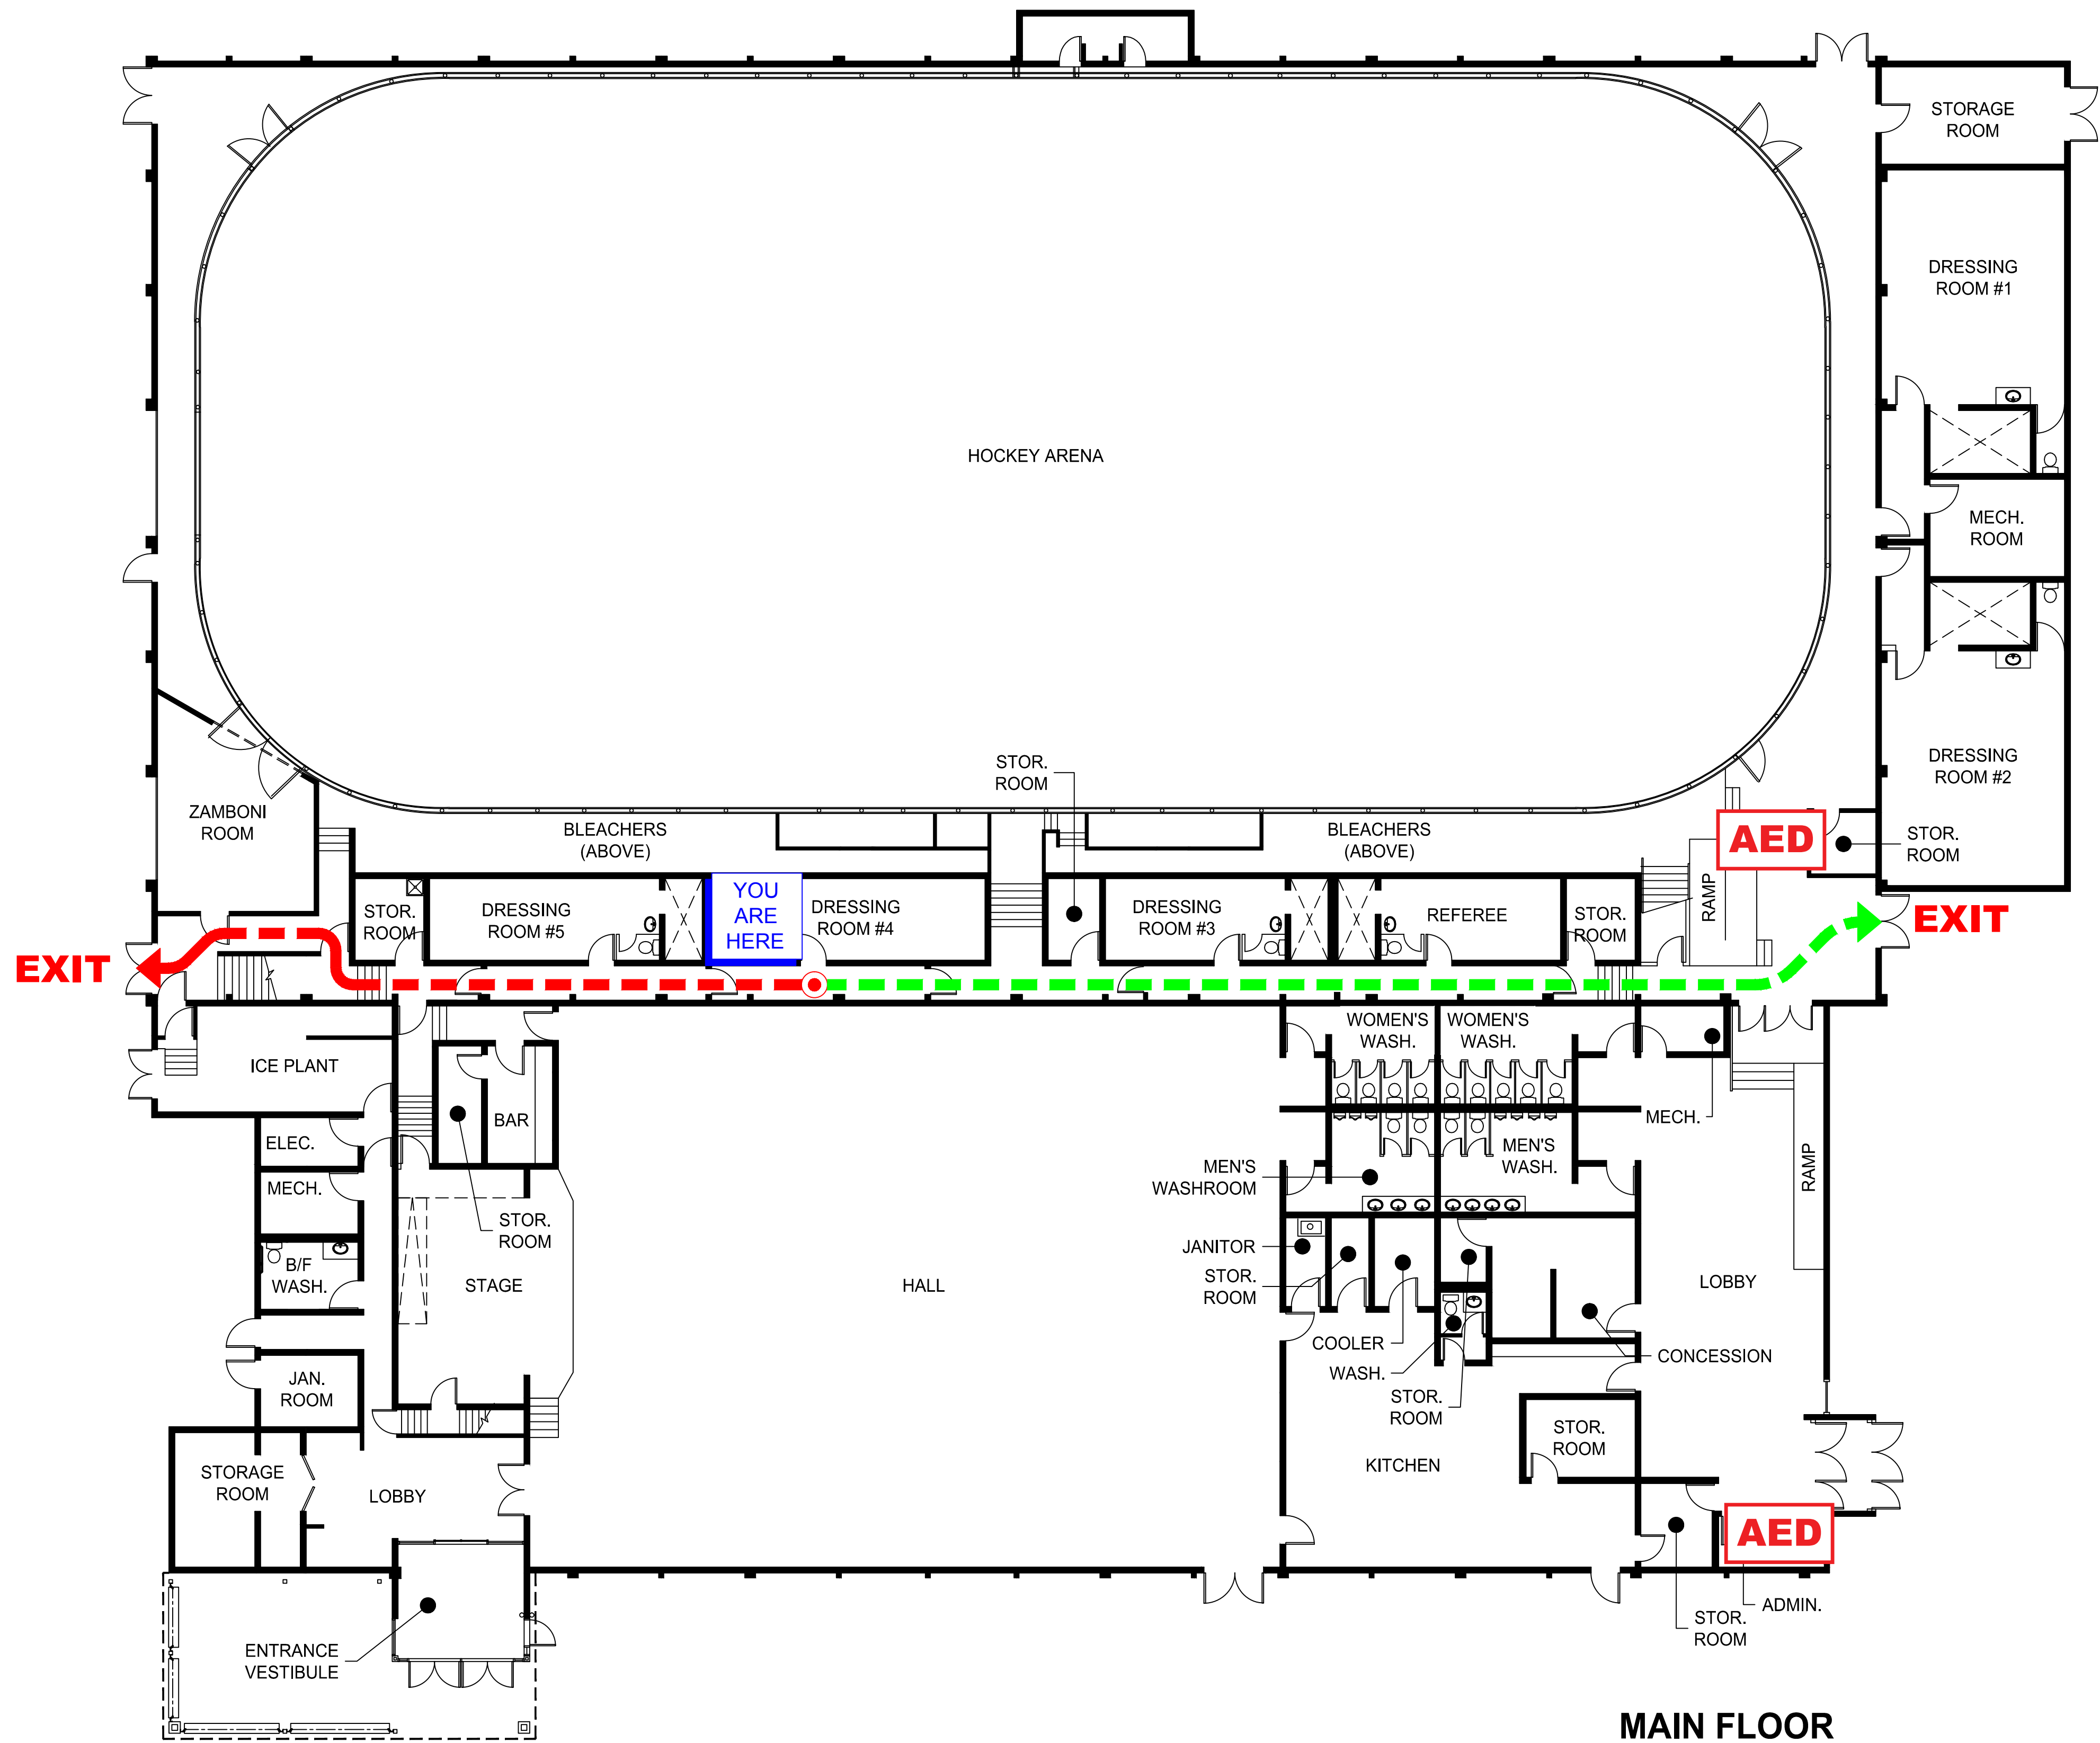 STORAGE
ROOM
DRESSING
ROOM #1
HOCKEY ARENA
MECH.
ROOM
DRESSING
ROOM #2
STOR.
ROOM
ZAMBONI
ROOM
BLEACHERS
(ABOVE)
BLEACHERS
(ABOVE)
AED
STOR.
ROOM
YOU
ARE
HERE
STOR.
ROOM
DRESSING
ROOM #5
DRESSING
ROOM #4
DRESSING
ROOM #3
REFEREE
STOR.
ROOM
RAMP
EXIT
EXIT
WOMEN'S
WASH.
WOMEN'S
WASH.
ICE PLANT
BAR
MECH.
ELEC.
MEN'S
WASH.
MEN'S
WASHROOM
RAMP
MECH.
STOR.
ROOM
B/F
WASH.
STAGE
HALL
JANITOR
STOR.
ROOM
LOBBY
COOLER
WASH.
STOR.
ROOM
CONCESSION
JAN.
ROOM
STOR.
ROOM
KITCHEN
STORAGE
ROOM
LOBBY
AED
ADMIN.
STOR.
ROOM
ENTRANCE
VESTIBULE
MAIN FLOOR